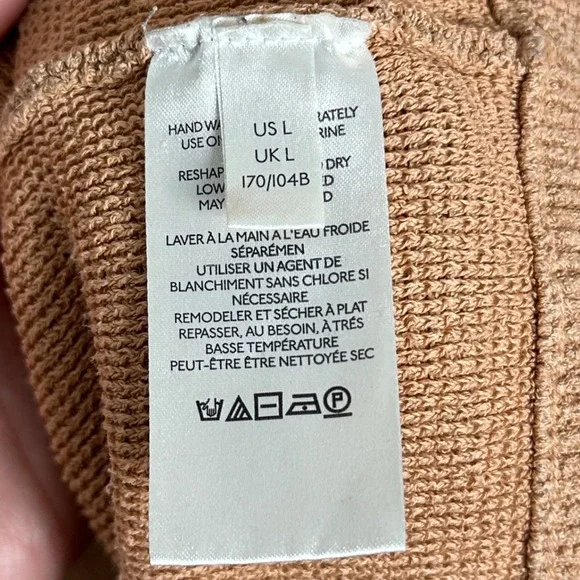 HAND WA
RATELY
USE ON
RINE
RESHAP
DRY
LOW
ED
MAY
D
US L
UK L
170/104B
LAVER À LA MAIN A L'EAU FROIDE
SÉPARÉMEN
UTILISER UN AGENT DE
BLANCHIMENT SANS CHLORE SI
NÉCESSAIRE
REMODELER ET SÉCHER À PLAT
REPASSER, AU BESOIN, À TRÉS
BASSE TEMPÉRATURE
PEUT-ÊTRE ÊTRE NETTOYÉE SEC
P